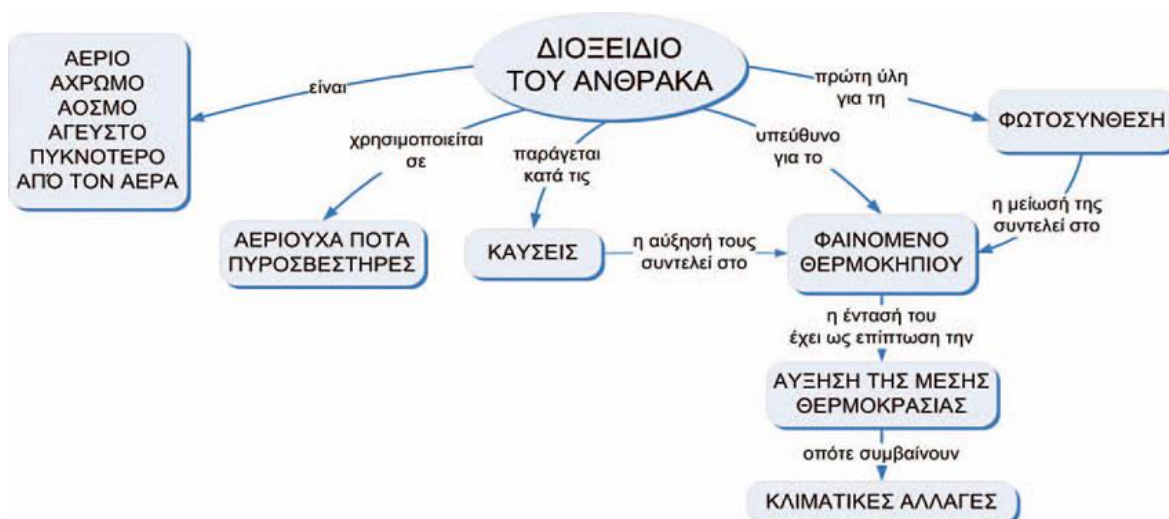 ΔΙΟΞΕΙΔΙΟ
ΤΟΥ ΑΝΘΡΑΚΑ
είναι
ΑΕΡΙΟ
ΑΧΡΩΜΟ
ΑΟΣΜΟ
ΑΓΕΥΣΤΟ
ΠΥΚΝΟΤΕΡΟ
ΑΠΌ ΤΟΝ ΑΕΡΑ
χρησιμοποιείται
σε
ΑΕΡΙΟΥΧΑ ΠΟΤΑ
ΠΥΡΟΣΒΕΣΤΗΡΕΣ
παράγεται
κατά τις
ΚΑΥΣΕΙΣ
η αύξησή τους
συντελεί στο
υπεύθυνο
για το
ΦΑΙΝΟΜΕΝΟ
ΘΕΡΜΟΚΗΠΙΟΥ
πρώτη ύλη
για τη
ΦΩΤΟΣΥΝΘΕΣΗ
η μείωσή της
συντελεί στο
η έντασή του
έχει ως επίπτωση την
ΑΥΞΗΣΗ ΤΗΣ ΜΕΣΗΣ
ΘΕΡΜΟΚΡΑΣΙΑΣ
οπότε συμβαίνουν
ΚΛΙΜΑΤΙΚΕΣ ΑΛΛΑΓΕΣ